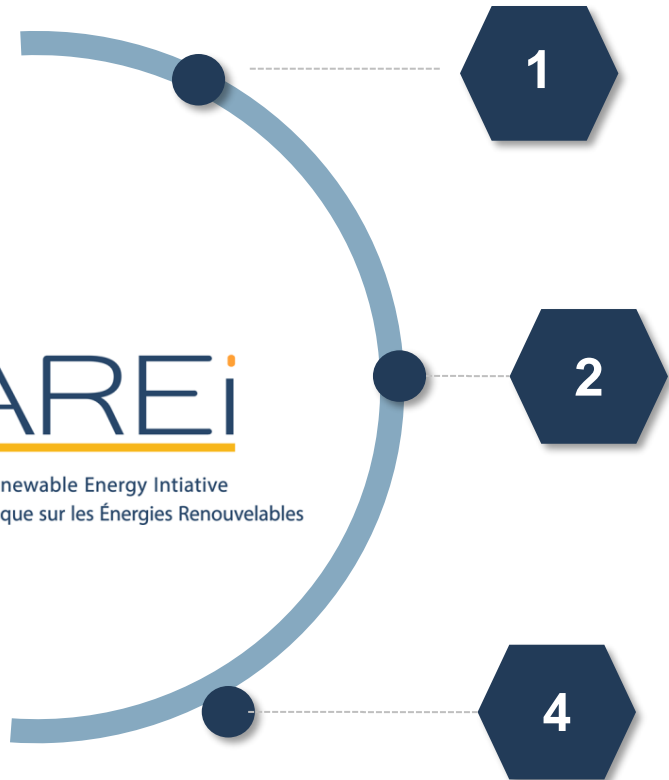 1
AREi
2
newable Energy Intiative
que sur les Énergies Renouvelables
4